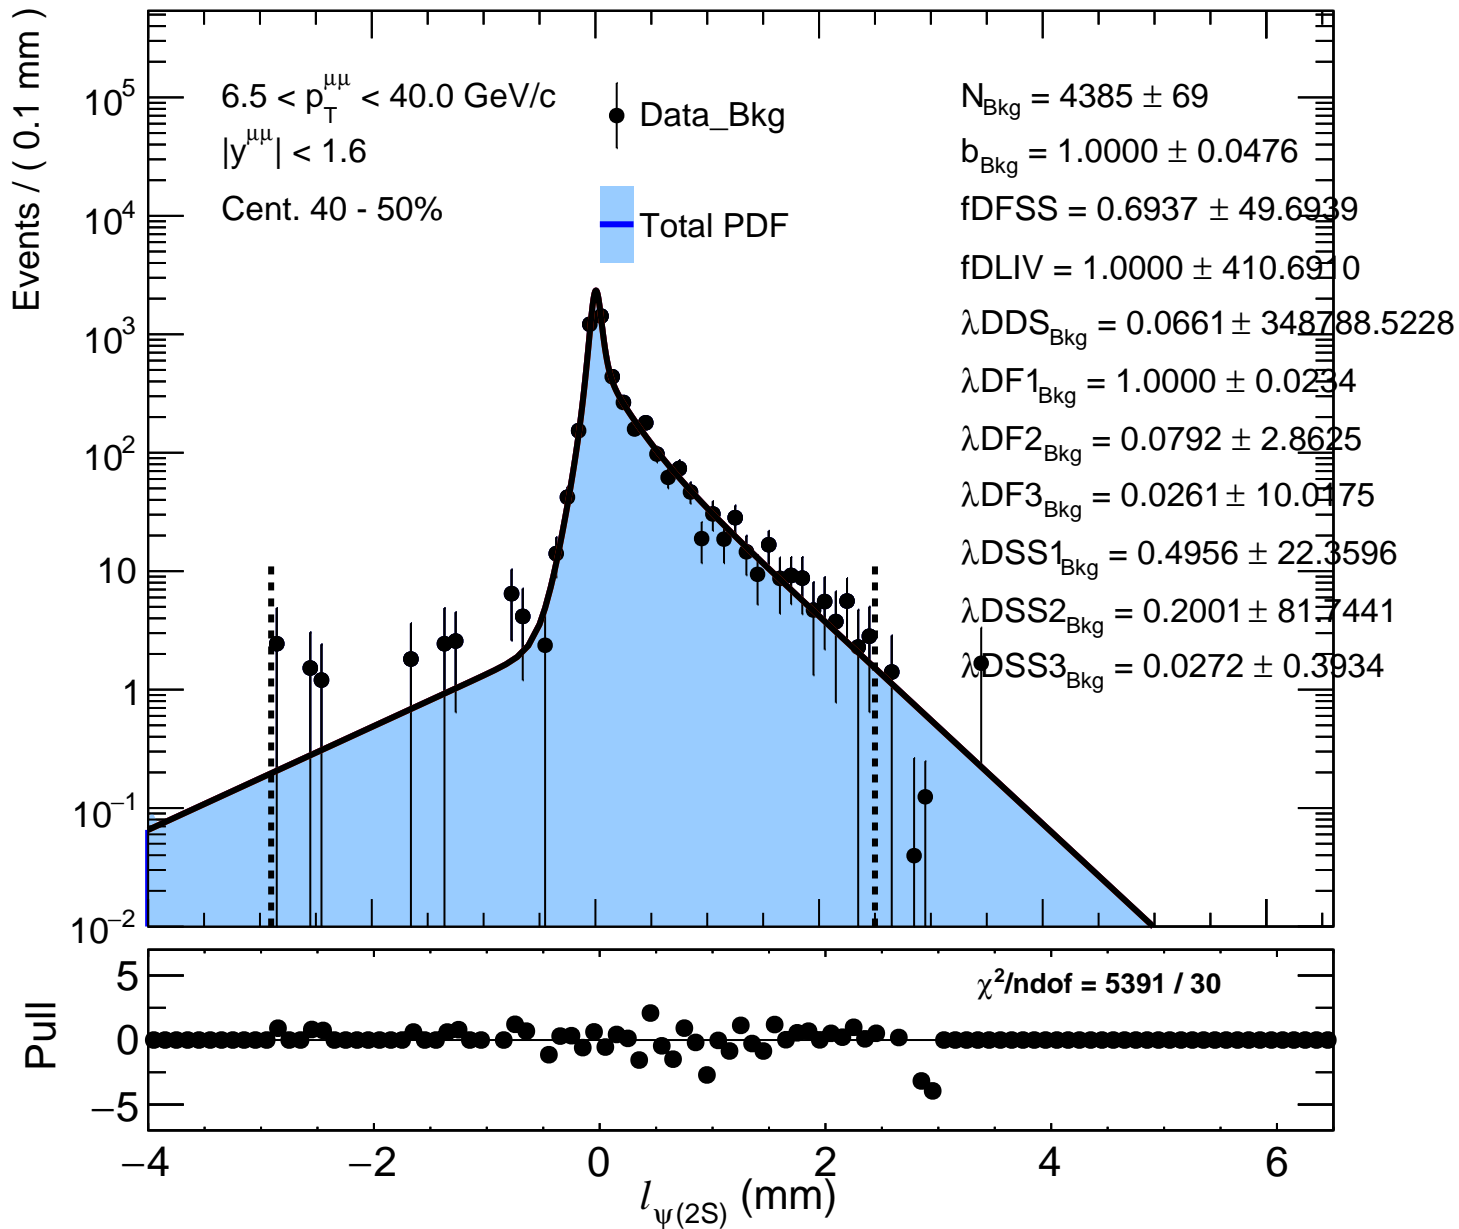 Events / ( 0.1 mm )
6.5 < p_T^μμ < 40.0 GeV/c
|y^μμ| < 1.6
Cent. 40 - 50%
Data_Bkg
Total PDF
N_Bkg = 4385 ± 69
b_Bkg = 1.0000 ± 0.0476
fDFSS = 0.6937 ± 49.6939
fDLIV = 1.0000 ± 410.6910
λDDS_Bkg = 0.0661 ± 348788.5228
λDF1_Bkg = 1.0000 ± 0.0234
λDF2_Bkg = 0.0792 ± 2.8625
λDF3_Bkg = 0.0261 ± 10.0175
λDSS1_Bkg = 0.4956 ± 22.3596
λDSS2_Bkg = 0.2001 ± 81.7441
λDSS3_Bkg = 0.0272 ± 0.3934
10^5
10^4
10^3
10^2
10
1
10^−1
10^−2
Pull
5
0
−5
χ²/ndof = 5391 / 30
−4 −2 0 2 4 6
l_ψ(2S) (mm)